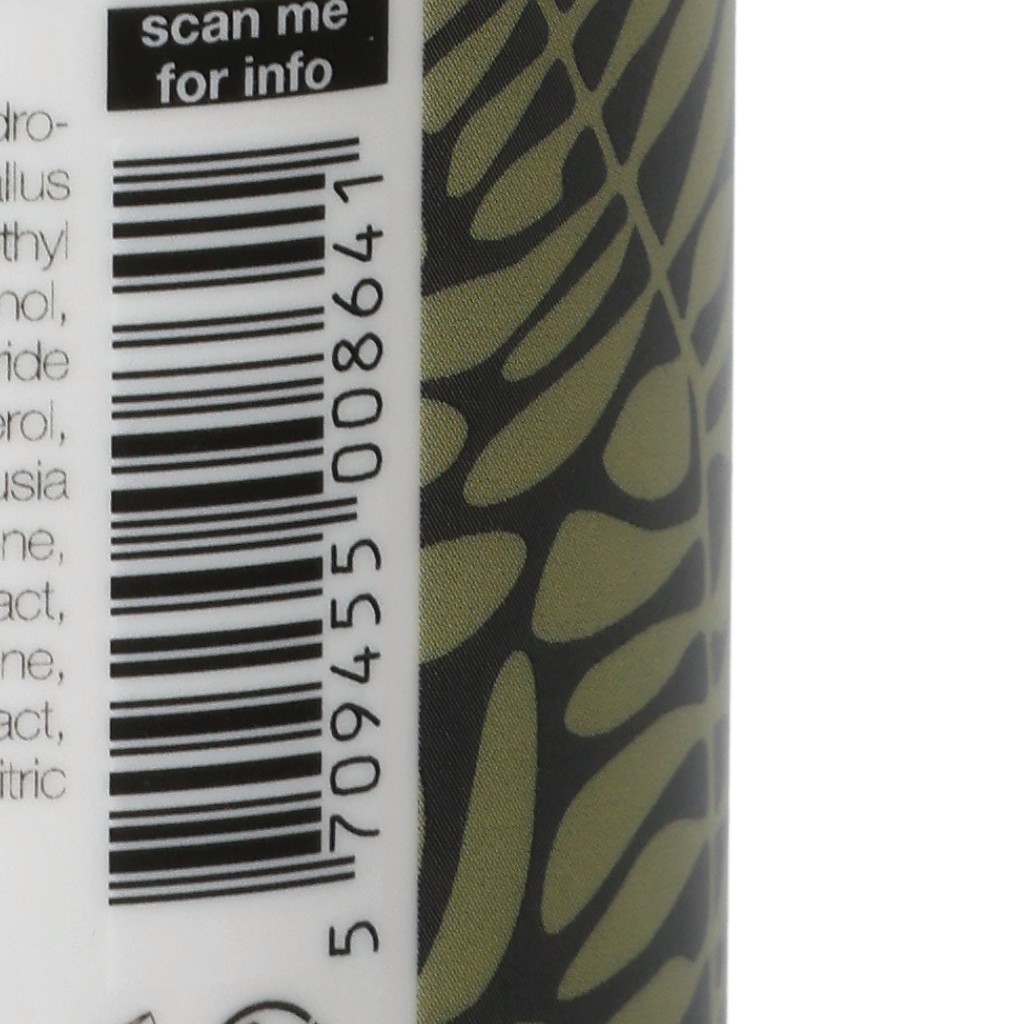 scan me
for info
dro-
allus
thyl
nol,
ride
erol,
usia
ne,
act,
ne,
act,
itric
5 709455 008641